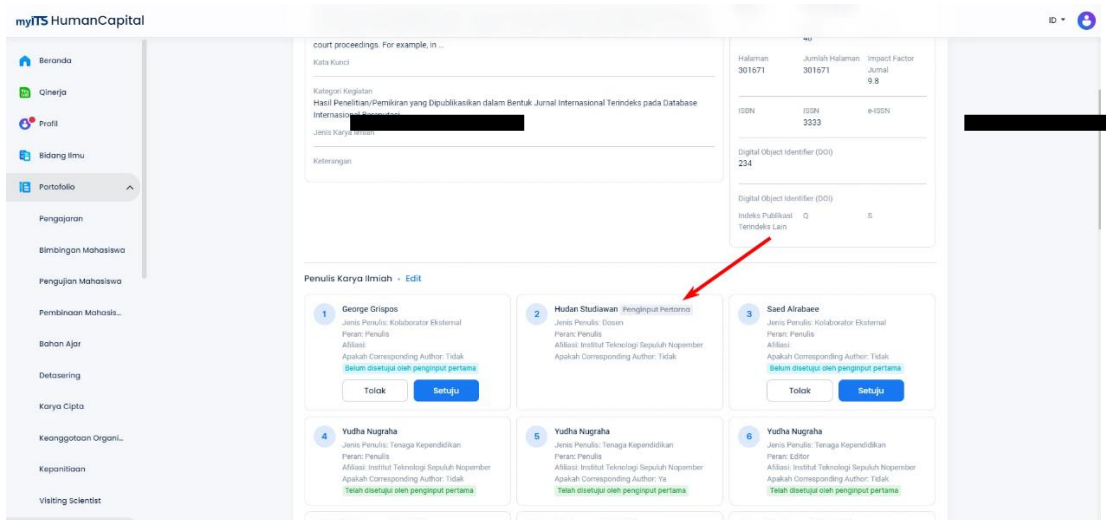 myITS HumanCapital
ID
Beranda
Qinerja
Profil
Bidang Ilmu
Portofolio
Pengajaran
Bimbingan Mahasiswa
Pengujian Mahasiswa
Pembinaan Mahasis...
Bahan Ajar
Detasering
Karya Cipta
Keanggotaan Organi...
Kepanitiaan
Visiting Scientist
court proceedings. For example, in ...
Kata Kunci
Kategori Kegiatan
Hasil Penelitian/Pemikiran yang Dipublikasikan dalam Bentuk Jurnal Internasional Terindeks pada Database
Internasional Bereputasi
Jenis Karya Ilmiah
Keterangan
Halaman Jumlah Halaman Impact Factor
301671 301671 Jurnal
9.8
ISBN ISSN e-ISSN
3333
Digital Object Identifier (DOI)
234
Digital Object Identifier (DOI)
Indeks Publikasi Q S
Terindeks Lain
Penulis Karya Ilmiah - Edit
1
George Grispos
Jenis Penulis: Kolaborator Eksternal
Peran: Penulis
Afiliasi:
Apakah Corresponding Author: Tidak
Belum disetujui oleh penginput pertama
Tolak Setuju
2
Hudan Studiawan Penginput Pertama
Jenis Penulis: Dosen
Peran: Penulis
Afiliasi: Institut Teknologi Sepuluh Nopember
Apakah Corresponding Author: Tidak
3
Saed Alrabaee
Jenis Penulis: Kolaborator Eksternal
Peran: Penulis
Afiliasi:
Apakah Corresponding Author: Tidak
Belum disetujui oleh penginput pertama
Tolak Setuju
4
Yudha Nugraha
Jenis Penulis: Tenaga Kependidikan
Peran: Penulis
Afiliasi: Institut Teknologi Sepuluh Nopember
Apakah Corresponding Author: Tidak
Telah disetujui oleh penginput pertama
5
Yudha Nugraha
Jenis Penulis: Tenaga Kependidikan
Peran: Penulis
Afiliasi: Institut Teknologi Sepuluh Nopember
Apakah Corresponding Author: Ya
Telah disetujui oleh penginput pertama
6
Yudha Nugraha
Jenis Penulis: Tenaga Kependidikan
Peran: Editor
Afiliasi: Institut Teknologi Sepuluh Nopember
Apakah Corresponding Author: Tidak
Telah disetujui oleh penginput pertama